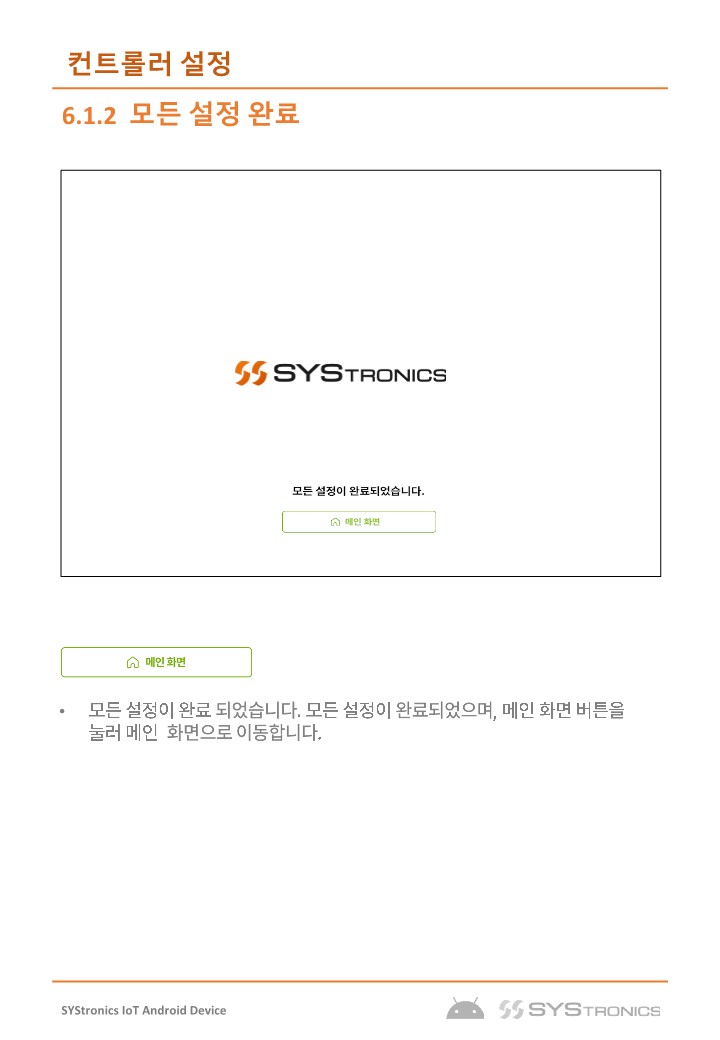 컨트롤러 설정
6.1.2 모든 설정 완료
SYSTRONICS
모든 설정이 완료되었습니다.
메인 화면
메인 화면
• 모든 설정이 완료 되었습니다. 모든 설정이 완료되었으며, 메인 화면 버튼을
눌러 메인 화면으로 이동합니다.
SYStronics IoT Android Device
SYSTRONICS